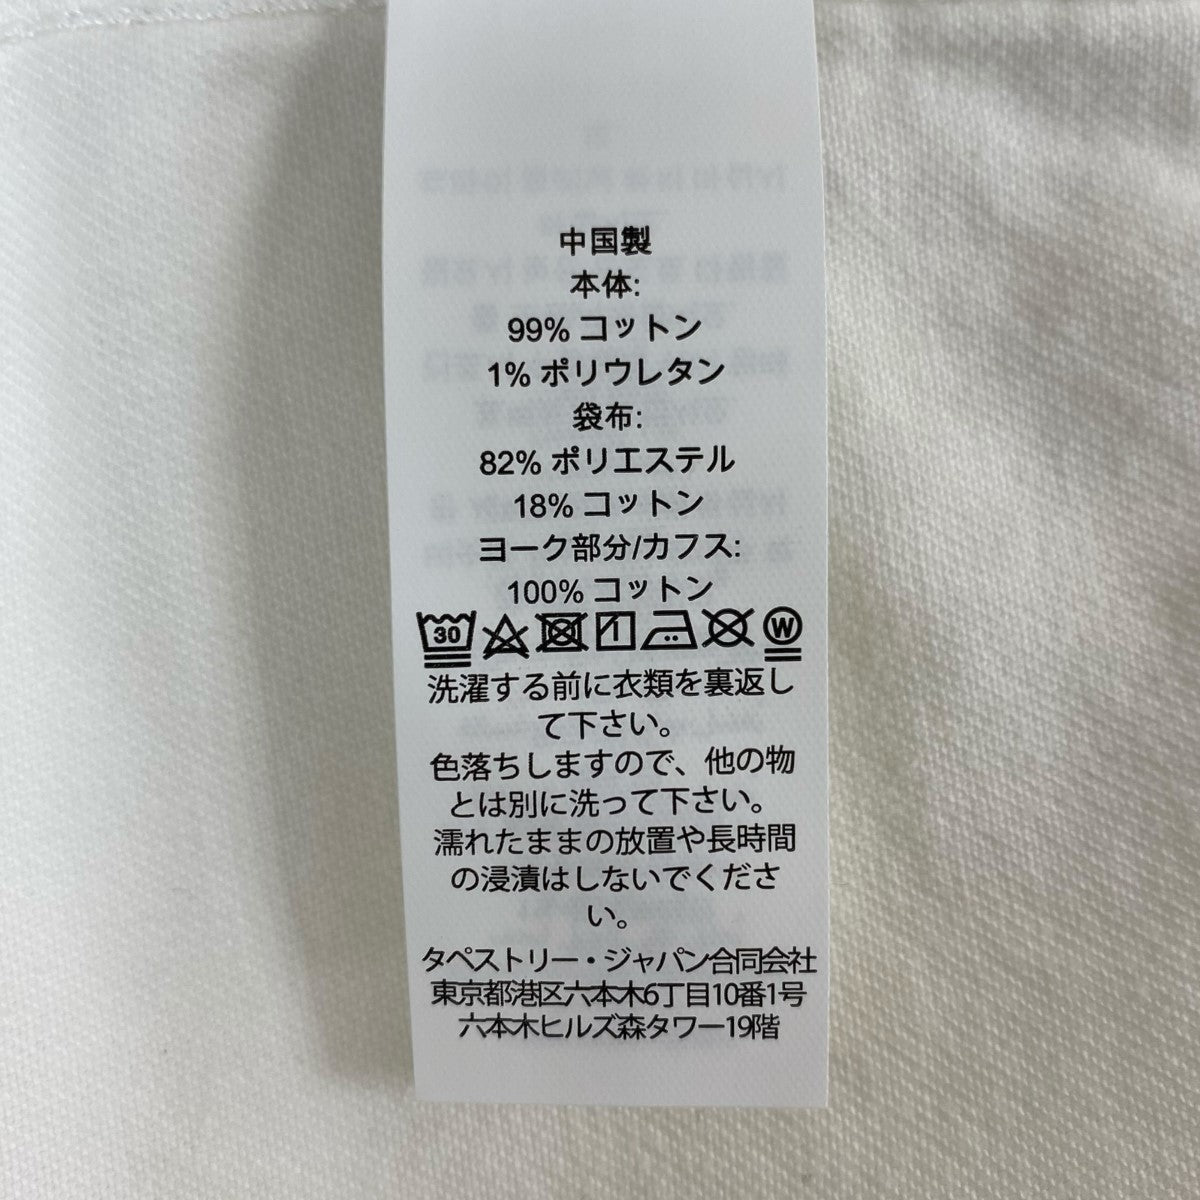 中国製
本体:
99% コットン
1% ポリウレタン
袋布:
82% ポリエステル
18% コットン
ヨーク部分/カフス:
100% コットン
30 W
洗濯する前に衣類を裏返し
て下さい。
色落ちしますので、他の物
とは別に洗って下さい。
濡れたままの放置や長時間
の浸漬はしないでくださ
い。
タペストリー・ジャパン合同会社
東京都港区六本木6丁目10番1号
六本木ヒルズ森タワー19階